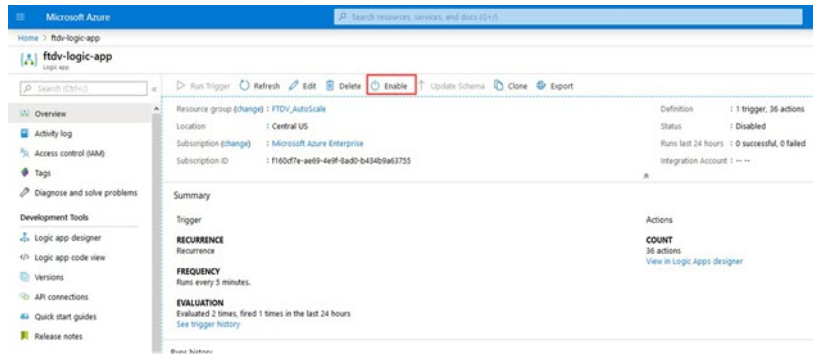 Microsoft Azure
Search resources, services, and docs (G+/)
Home > ftdv-logic-app
ftdv-logic-app
Logic app
Search (Ctrl+/)
Run Trigger Refresh Edit Delete Enable Update Schema Clone Export
Overview
Activity log
Access control (IAM)
Tags
Diagnose and solve problems
Development Tools
Logic app designer
Logic app code view
Versions
API connections
Quick start guides
Release notes
Resource group (change) : FTDV_AutoScale
Location : Central US
Subscription (change) : Microsoft Azure Enterprise
Subscription ID : f160cf7e-ae69-4e9f-8ad0-b434b9a63755
Definition : 1 trigger, 36 actions
Status : Disabled
Runs last 24 hours : 0 successful, 0 failed
Integration Account : -- --
Summary
Trigger
RECURRENCE
Recurrence
FREQUENCY
Runs every 5 minutes.
EVALUATION
Evaluated 2 times, fired 1 times in the last 24 hours
See trigger history
Actions
COUNT
36 actions
View in Logic Apps designer
Runs history